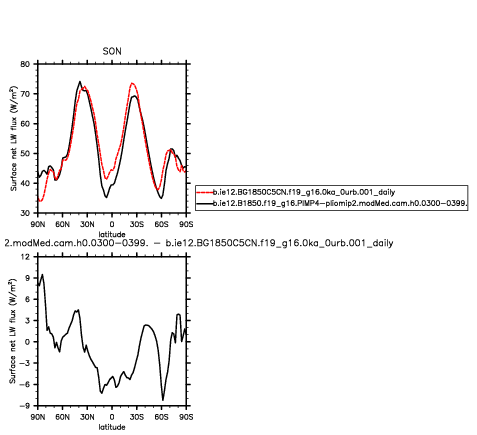 SON
Surface net LW flux (W/m²)
80
70
60
50
40
30
90N 60N 30N 0 30S 60S 90S
latitude
b.ie12.BG1850C5CN.f19_g16.0ka_0urb.001_daily
b.ie12.B1850.f19_g16.PIMP4-pliomip2.modMed.cam.h0.0300-0399.
2.modMed.cam.h0.0300-0399. - b.ie12.BG1850C5CN.f19_g16.0ka_0urb.001_daily
Surface net LW flux (W/m²)
12
9
6
3
0
-3
-6
-9
90N 60N 30N 0 30S 60S 90S
latitude